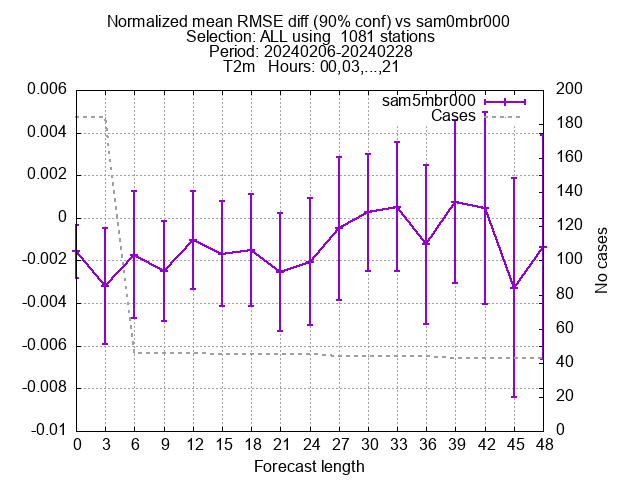 Normalized mean RMSE diff (90% conf) vs sam0mbr000
Selection: ALL using  1081 stations
Period: 20240206-20240228
T2m   Hours: 00,03,...,21
sam5mbr000
Cases
0.006
0.004
0.002
0
-0.002
-0.004
-0.006
-0.008
-0.01
200
180
160
140
120
100
80
60
40
20
0
No cases
0 3 6 9 12 15 18 21 24 27 30 33 36 39 42 45 48
Forecast length